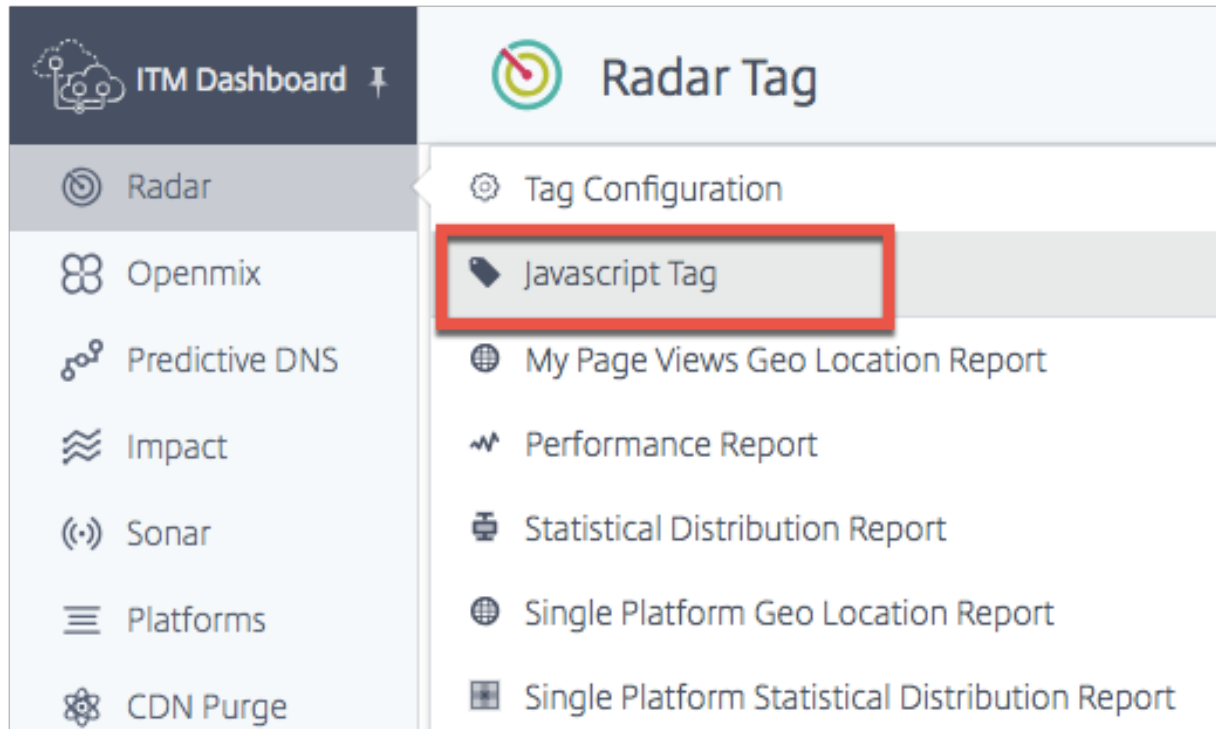 ITM Dashboard
Radar Tag
Radar
Openmix
Predictive DNS
Impact
Sonar
Platforms
CDN Purge
Tag Configuration
Javascript Tag
My Page Views Geo Location Report
Performance Report
Statistical Distribution Report
Single Platform Geo Location Report
Single Platform Statistical Distribution Report